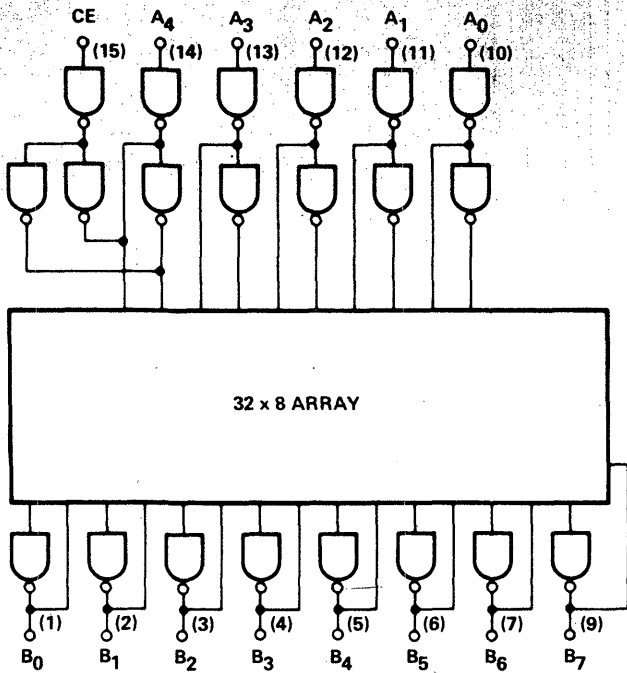 CE A₄ A₃ A₂ A₁ A₀
(15) (14) (13) (12) (11) (10)
32 x 8 ARRAY
(1) (2) (3) (4) (5) (6) (7) (9)
B₀ B₁ B₂ B₃ B₄ B₅ B₆ B₇